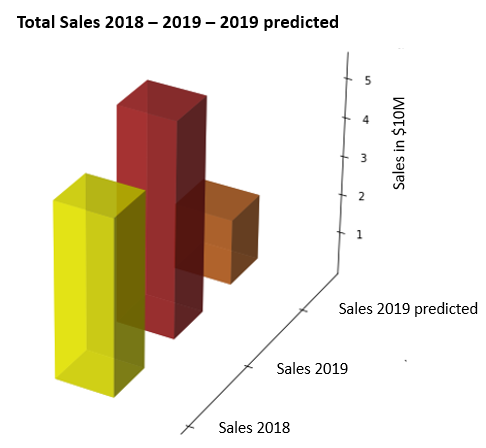 Total Sales 2018 – 2019 – 2019 predicted
5
4
3
2
1
Sales in $10M
Sales 2019 predicted
Sales 2019
Sales 2018